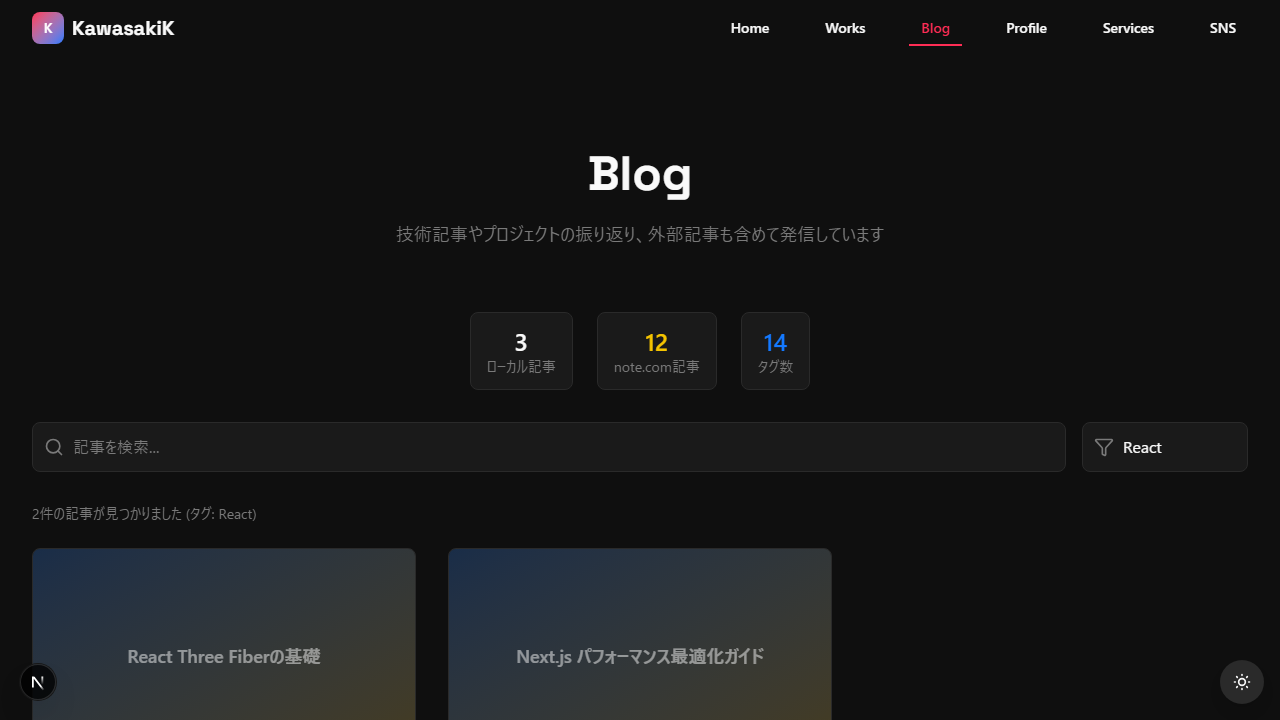 K KawasakiK
Home Works Blog Profile Services SNS
Blog
技術記事やプロジェクトの振り返り、外部記事も含めて発信しています
3
ローカル記事
12
note.com記事
14
タグ数
記事を検索...
React
2件の記事が見つかりました (タグ: React)
React Three Fiberの基礎
Next.js パフォーマンス最適化ガイド
N